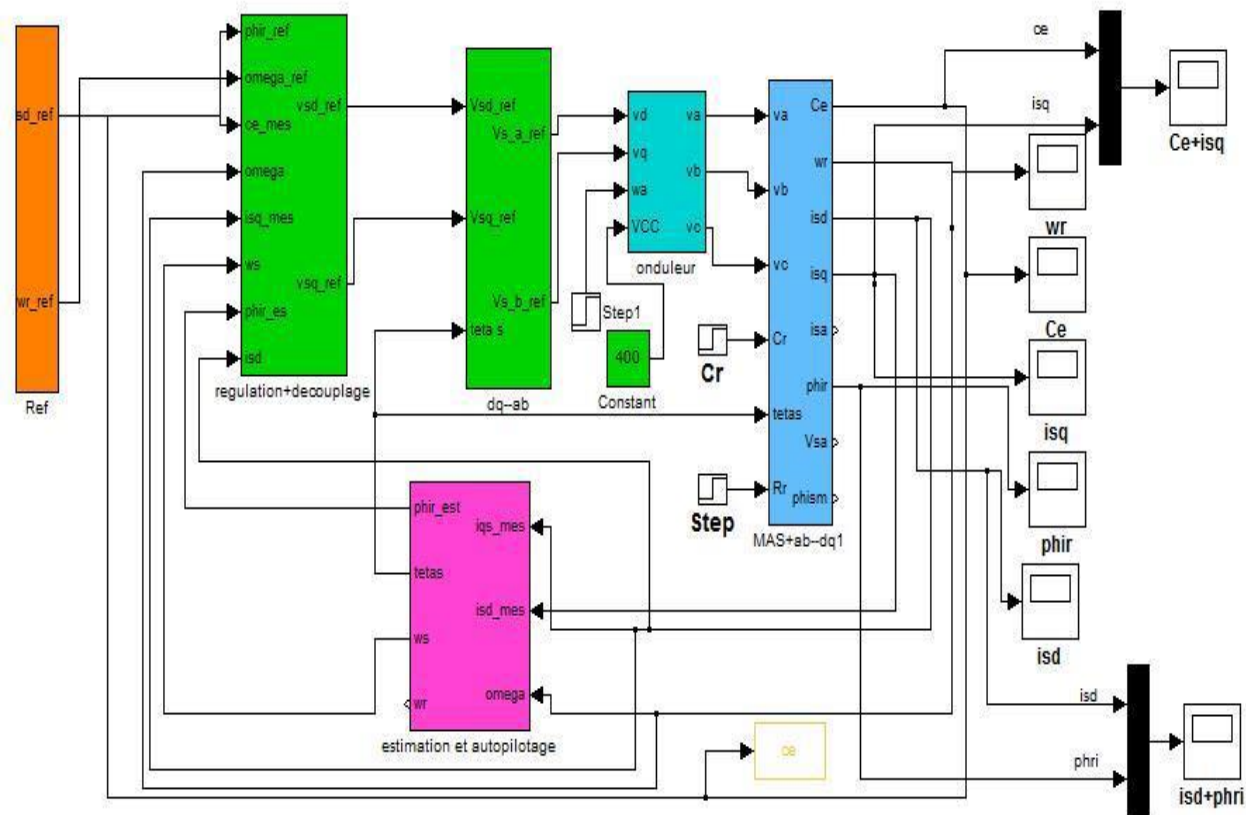 sd_ref
wr_ref
Ref
phir_ref
omega_ref
ce_mes
omega
isq_mes
ws
phir_es
isd
vsd_ref
vsq_ref
regulation+decouplage
Vsd_ref
Vsq_ref
teta s
Vs_a_ref
Vs_b_ref
dq--ab
vd
vq
wa
VCC
va
vb
vc
onduleur
Step1
400
Constant
Cr
Step
va
vb
vc
Cr
tetas
Rr
Ce
wr
isd
isq
isa
phir
Vsa
phism
MAS+ab--dq1
phir_est
tetas
ws
wr
iqs_mes
isd_mes
omega
estimation et autopilotage
ce
ce
isq
Ce+isq
wr
Ce
isq
phir
isd
isd
phri
isd+phri